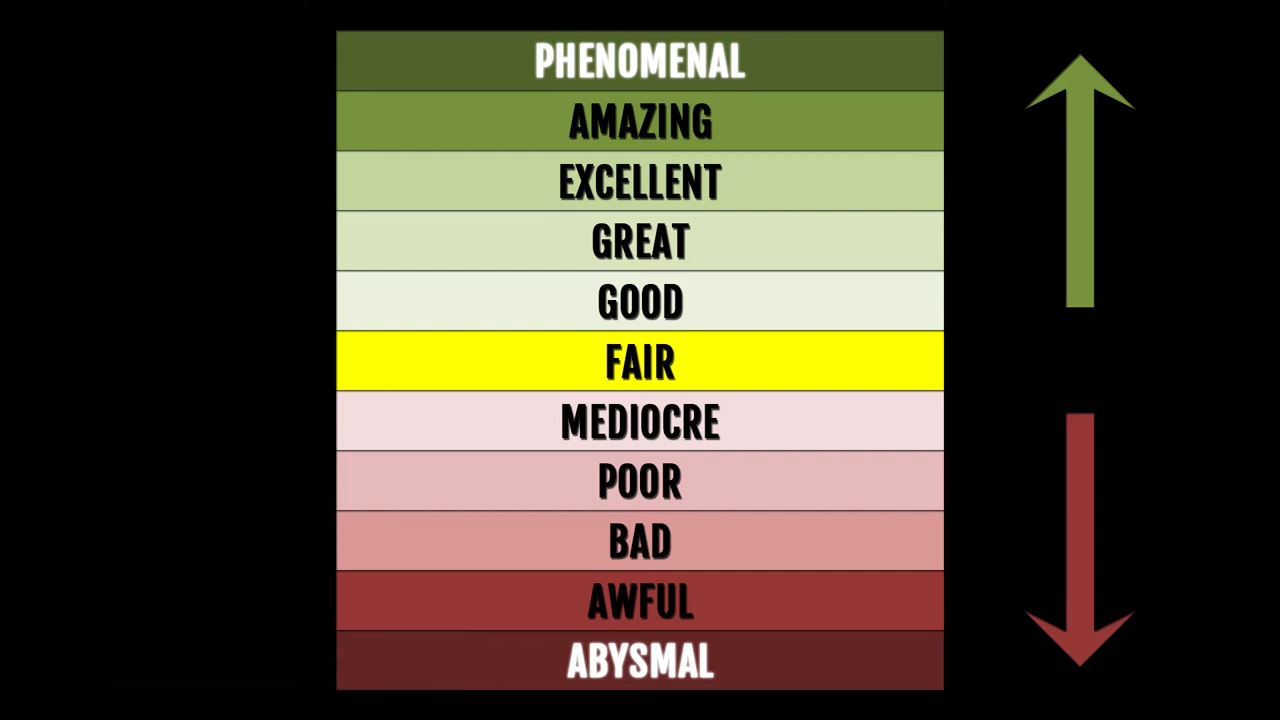 PHENOMENAL
AMAZING
EXCELLENT
GREAT
GOOD
FAIR
MEDIOCRE
POOR
BAD
AWFUL
ABYSMAL